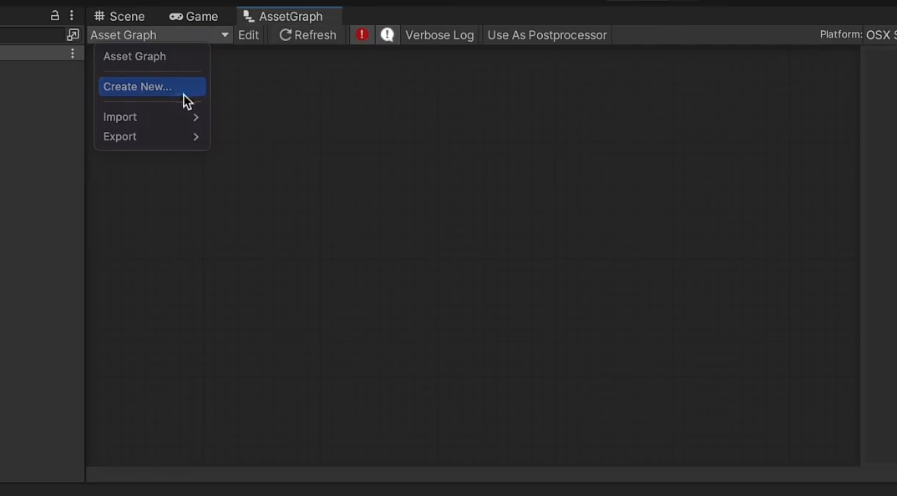 Scene Game AssetGraph
Asset Graph Edit Refresh Verbose Log Use As Postprocessor Platform: OSX S
Asset Graph
Create New...
Import
Export